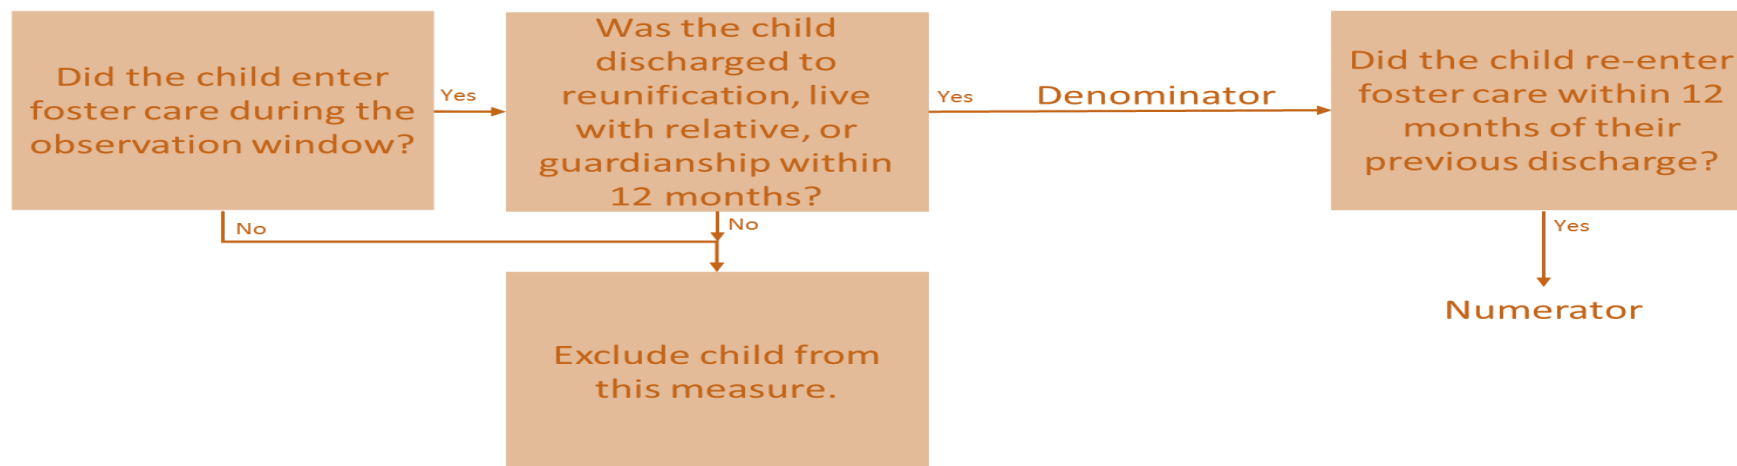 Did the child enter
foster care during the
observation window?
Yes
Was the child
discharged to
reunification, live
with relative, or
guardianship within
12 months?
Yes
Denominator
Did the child re-enter
foster care within 12
months of their
previous discharge?
No
No
Yes
Numerator
Exclude child from
this measure.